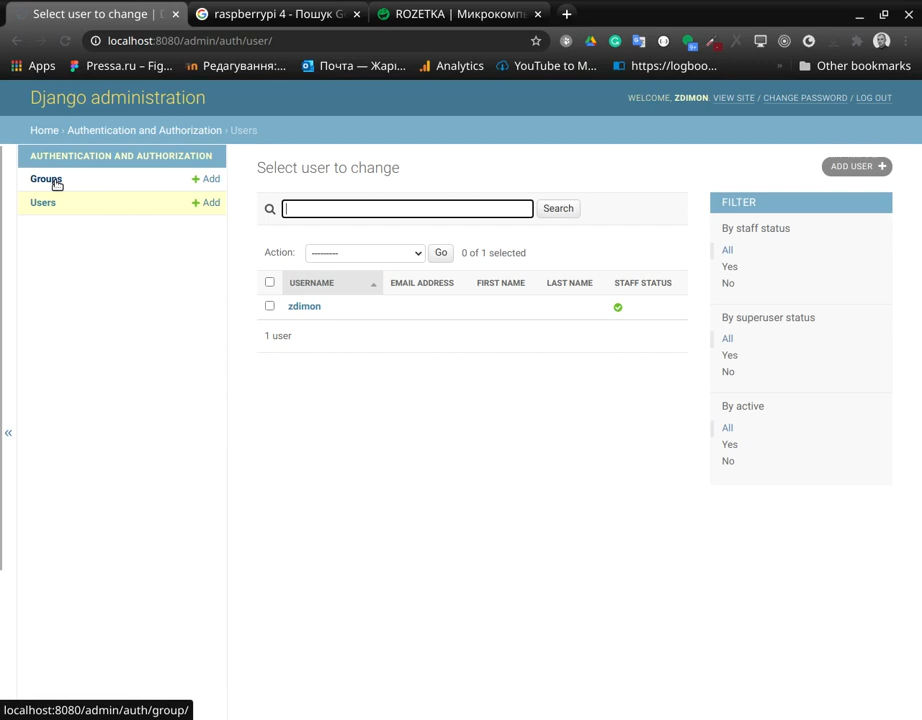 Select user to change | D
raspberrypi 4 - Пошук G
ROZETKA | Микрокомп
localhost:8080/admin/auth/user/
9+
Apps
Pressa.ru – Fig...
Редагування:...
Почта — Жарі...
Analytics
YouTube to M...
https://logboo...
»
Other bookmarks
Django administration
WELCOME, ZDIMON. VIEW SITE / CHANGE PASSWORD / LOG OUT
Home › Authentication and Authorization › Users
AUTHENTICATION AND AUTHORIZATION
Groups
+ Add
Users
+ Add
«
Select user to change
ADD USER +
Search
Action:
---------
Go
0 of 1 selected
USERNAME
EMAIL ADDRESS
FIRST NAME
LAST NAME
STAFF STATUS
zdimon
1 user
FILTER
By staff status
All
Yes
No
By superuser status
All
Yes
No
By active
All
Yes
No
localhost:8080/admin/auth/group/